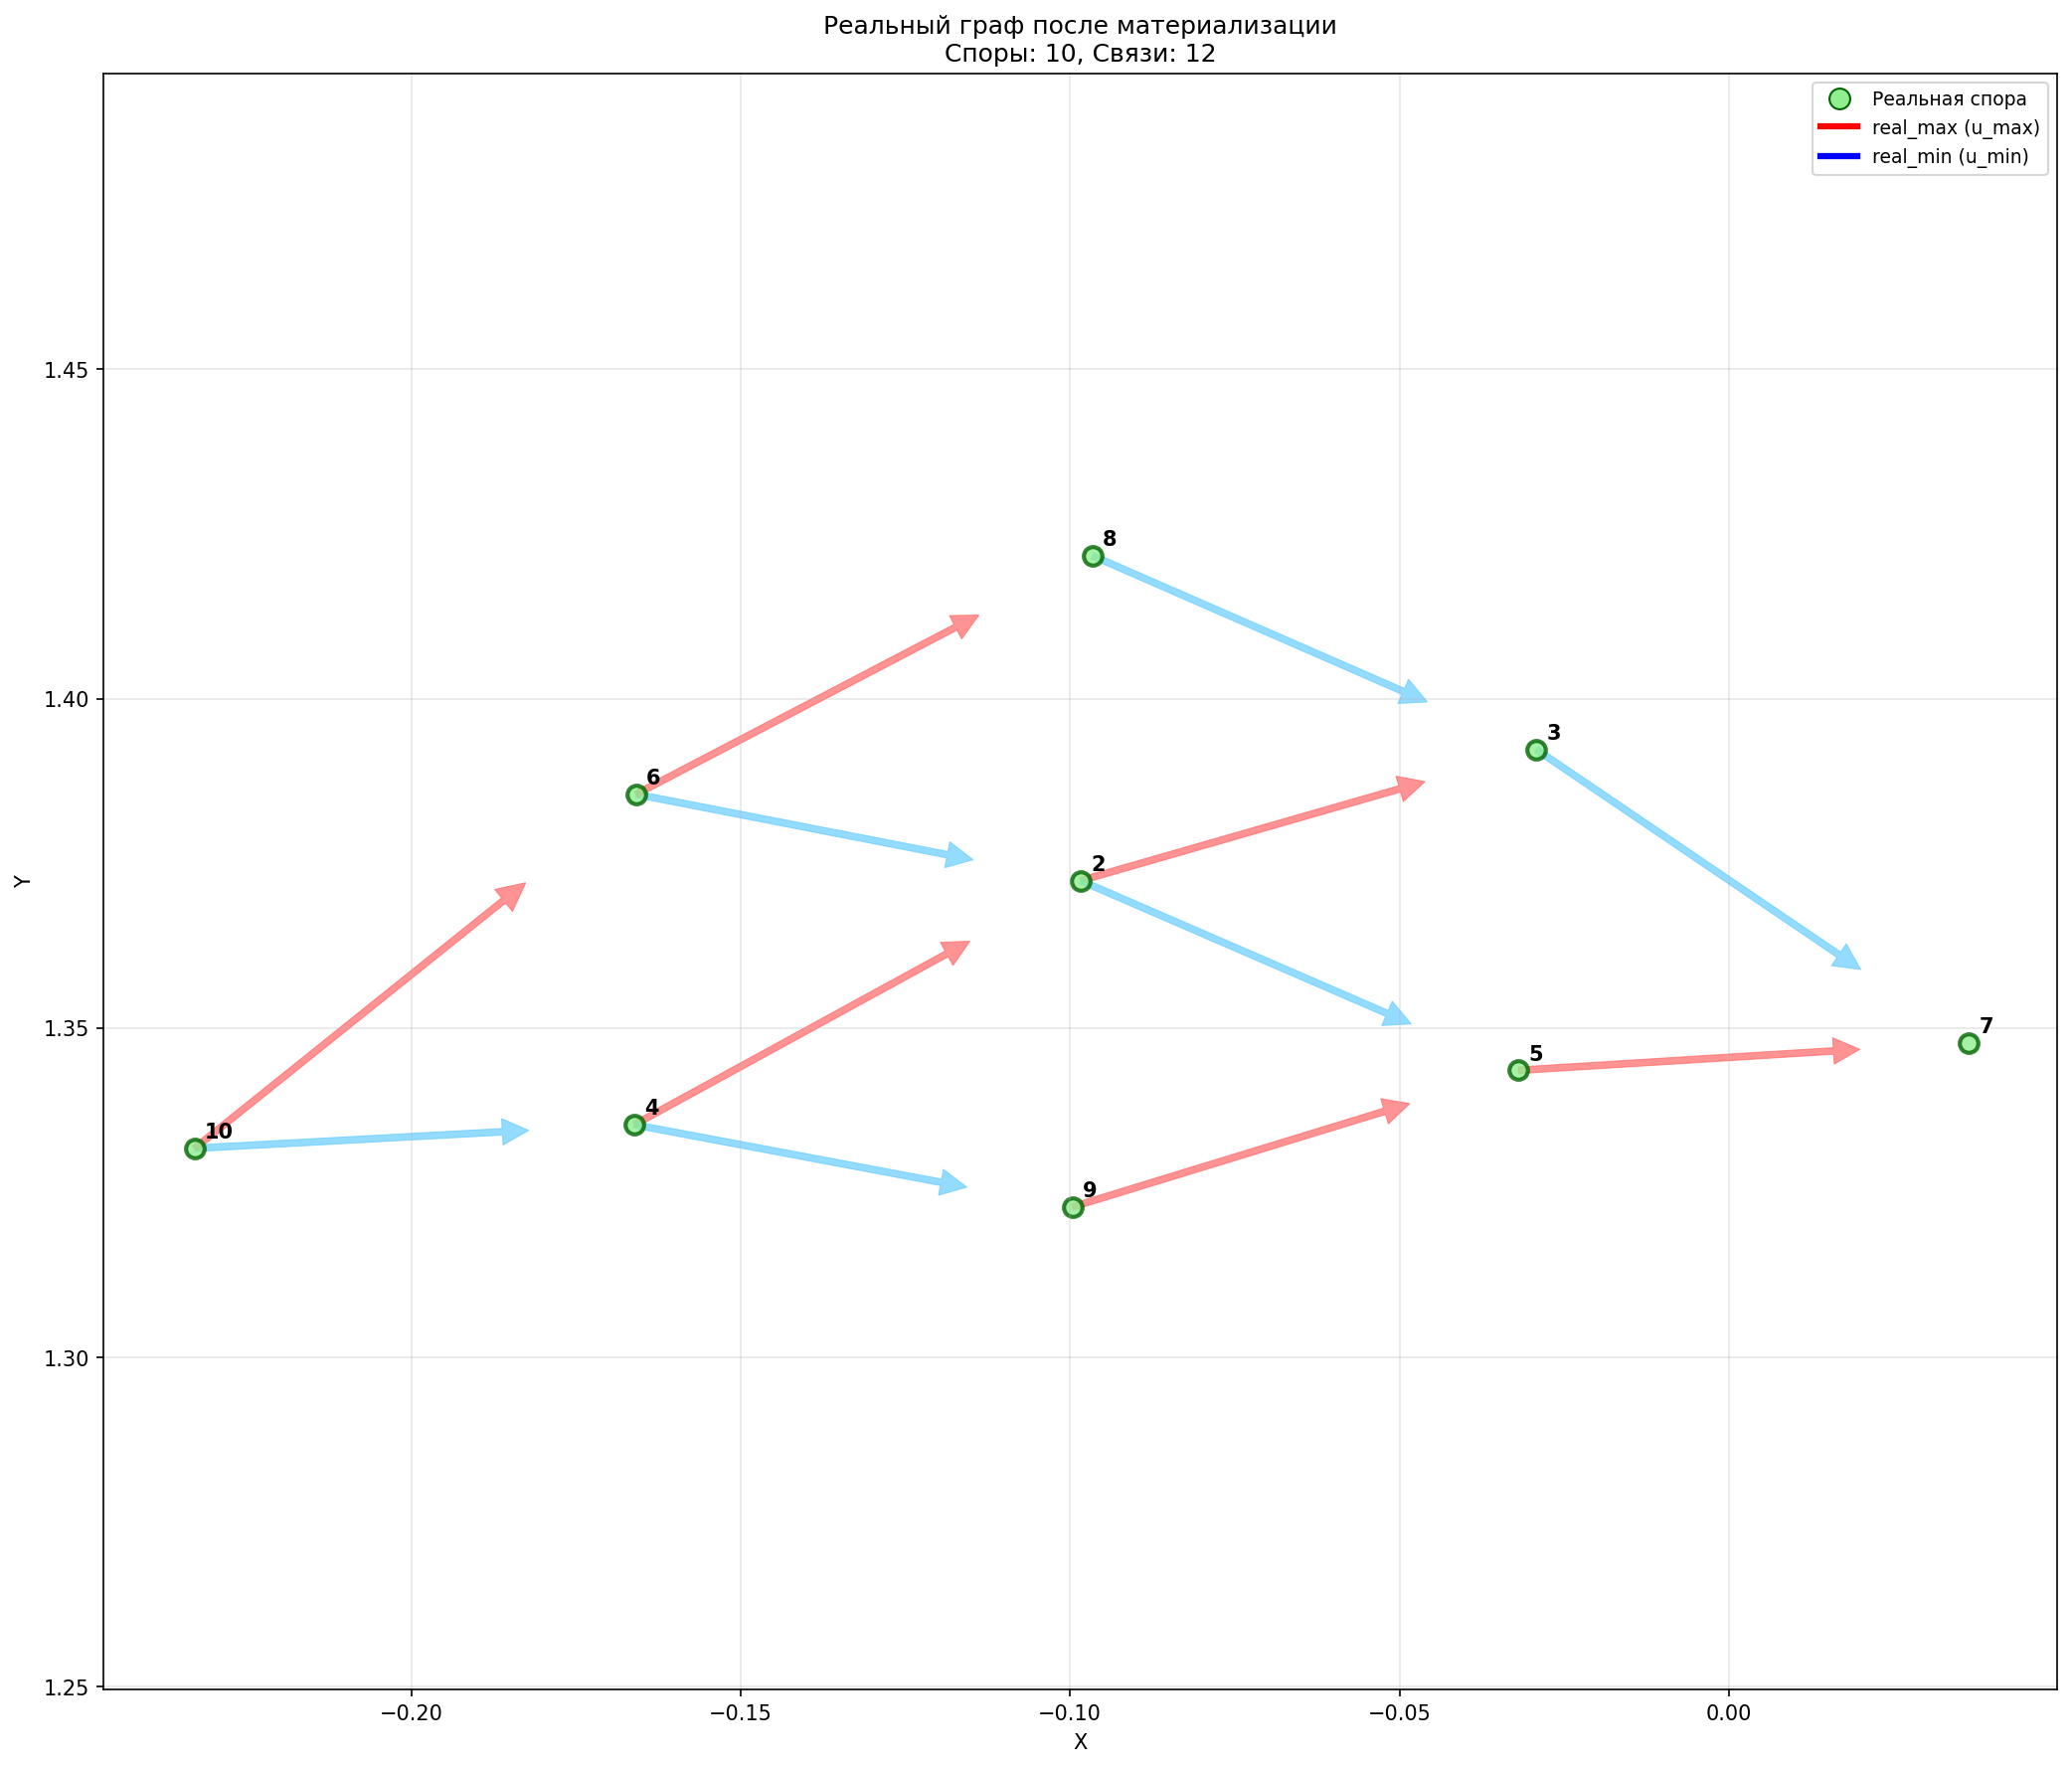 Реальный граф после материализации
Споры: 10, Связи: 12
Реальная спора
real_max (u_max)
real_min (u_min)
1.45
1.40
1.35
1.30
1.25
Y
8
3
6
2
7
5
4
10
9
−0.20
−0.15
−0.10
−0.05
0.00
X